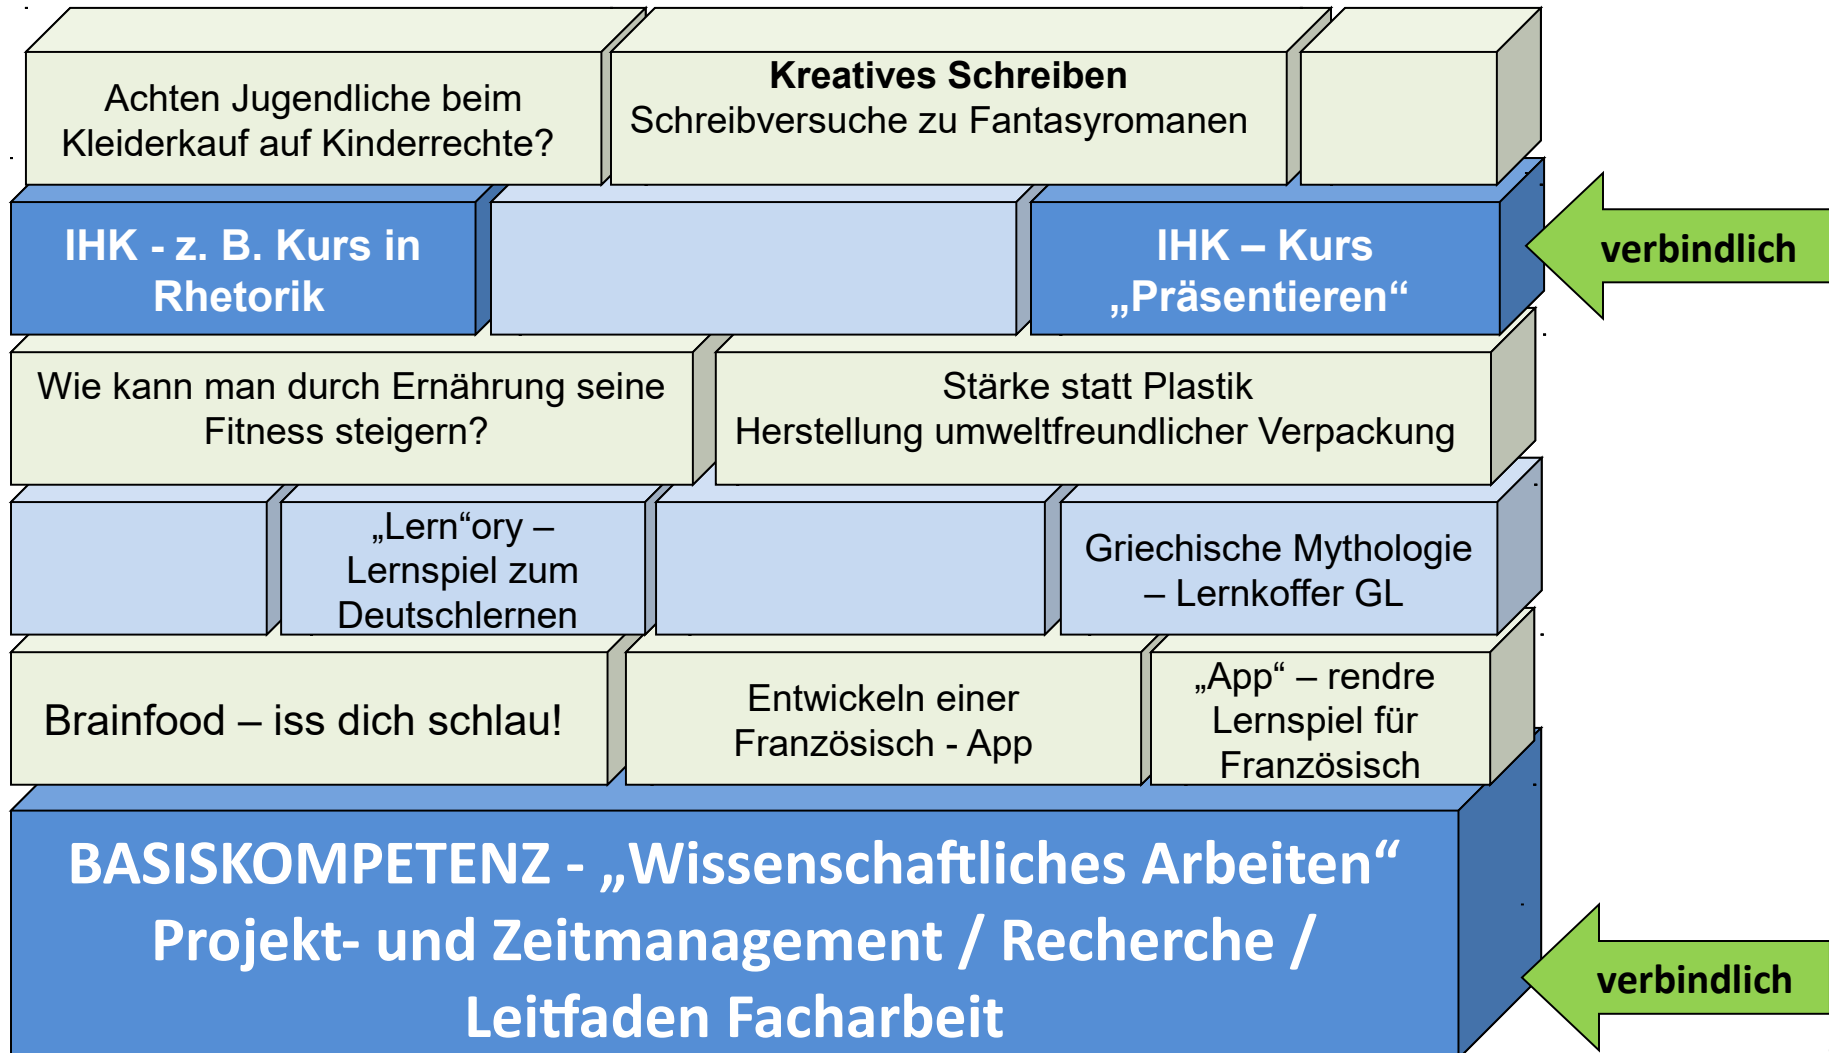 Achten Jugendliche beim
Kleiderkauf auf Kinderrechte?
Kreatives Schreiben
Schreibversuche zu Fantasyromanen
IHK - z. B. Kurs in
Rhetorik
IHK – Kurs
„Präsentieren“
verbindlich
Wie kann man durch Ernährung seine
Fitness steigern?
Stärke statt Plastik
Herstellung umweltfreundlicher Verpackung
„Lern“ory –
Lernspiel zum
Deutschlernen
Griechische Mythologie
– Lernkoffer GL
Brainfood – iss dich schlau!
Entwickeln einer
Französisch - App
„App“ – rendre
Lernspiel für
Französisch
BASISKOMPETENZ - „Wissenschaftliches Arbeiten“
Projekt- und Zeitmanagement / Recherche /
Leitfaden Facharbeit
verbindlich